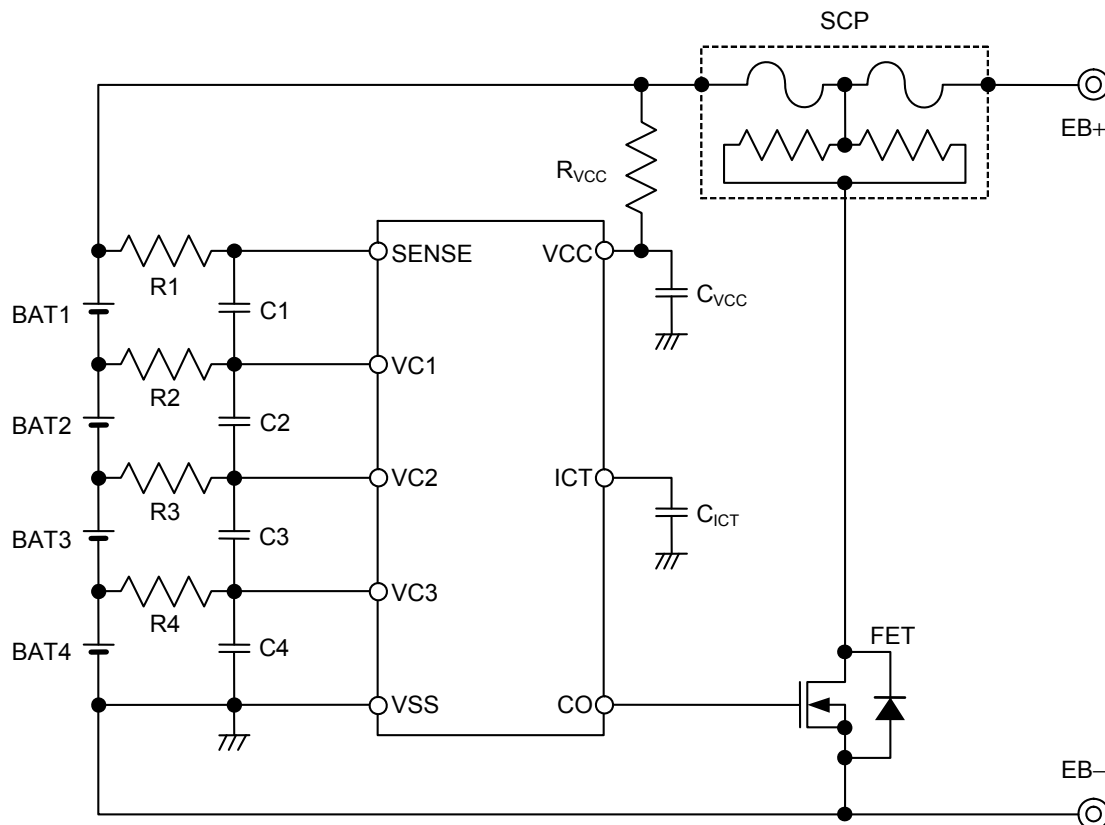 SCP
EB+
RVCC
SENSE
VCC
R1
BAT1
C1
CVCC
VC1
R2
BAT2
C2
VC2
ICT
R3
CICT
BAT3
C3
VC3
R4
BAT4
C4
FET
VSS
CO
EB−